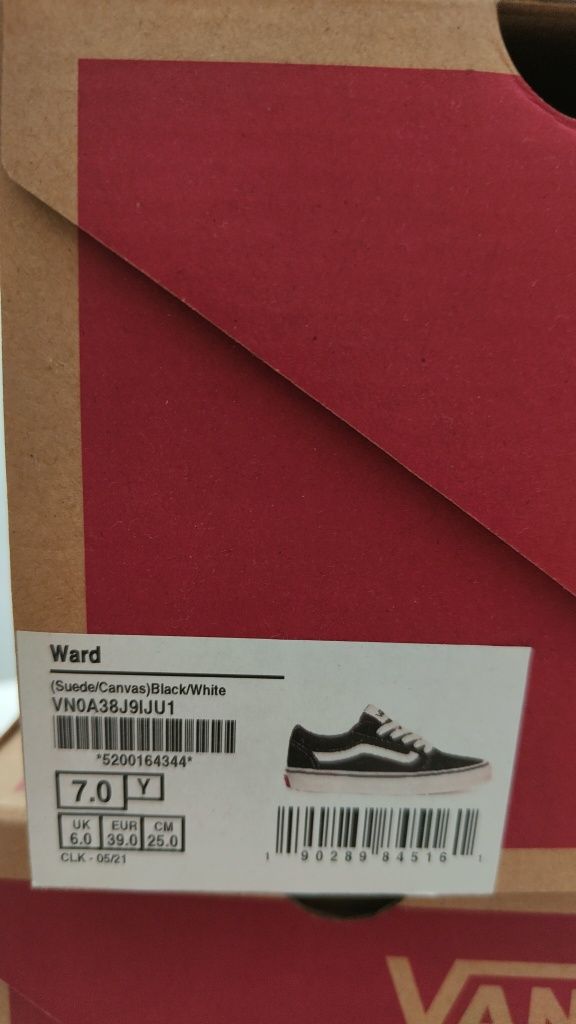 Ward
(Suede/Canvas)Black/White
VN0A38J9IJU1
*5200164344*
7.0 Y
UK EUR CM
6.0 39.0 25.0
CLK - 05/21
1 90289 84516 1
VAN